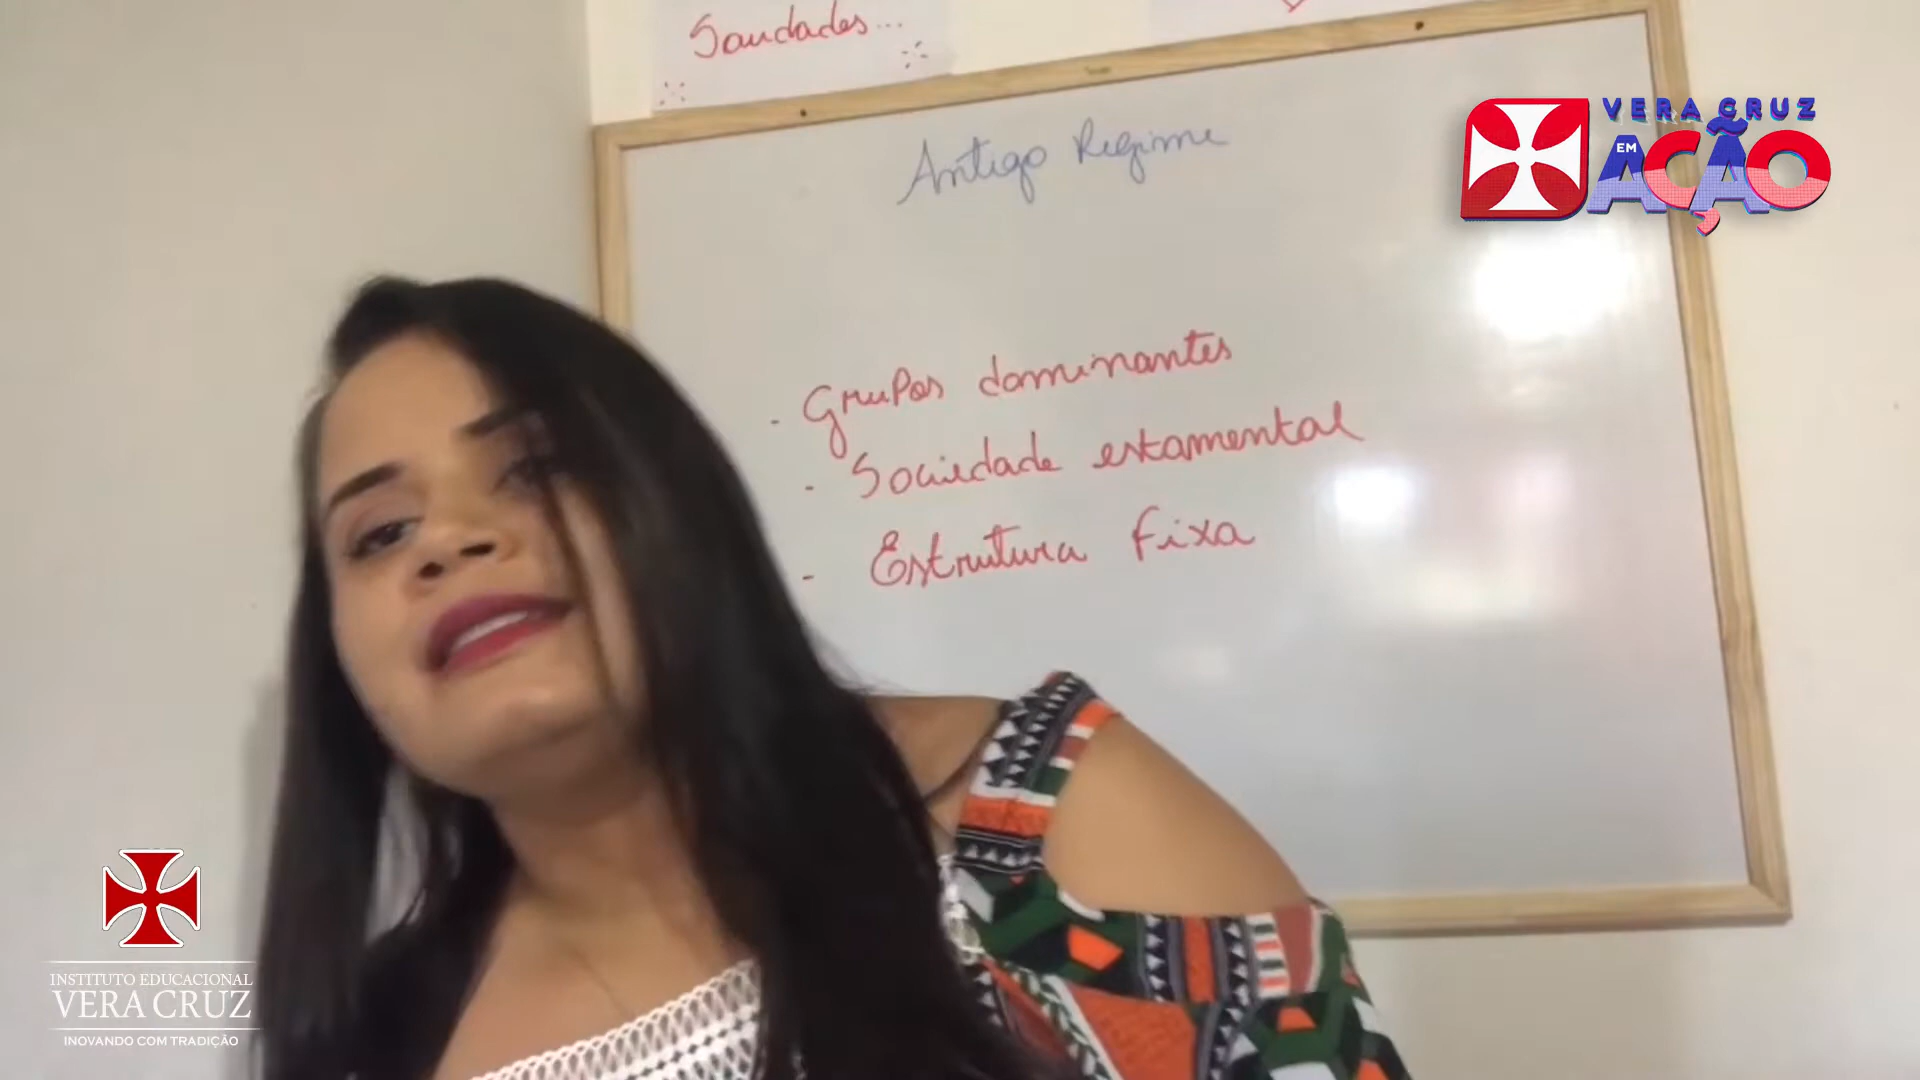 Saudades...
VERA CRUZ
EM
AÇÃO
Antigo Regime
- Grupos dominantes
- Sociedade estamental
- Estrutura fixa
INSTITUTO EDUCACIONAL
VERA CRUZ
INOVANDO COM TRADIÇÃO